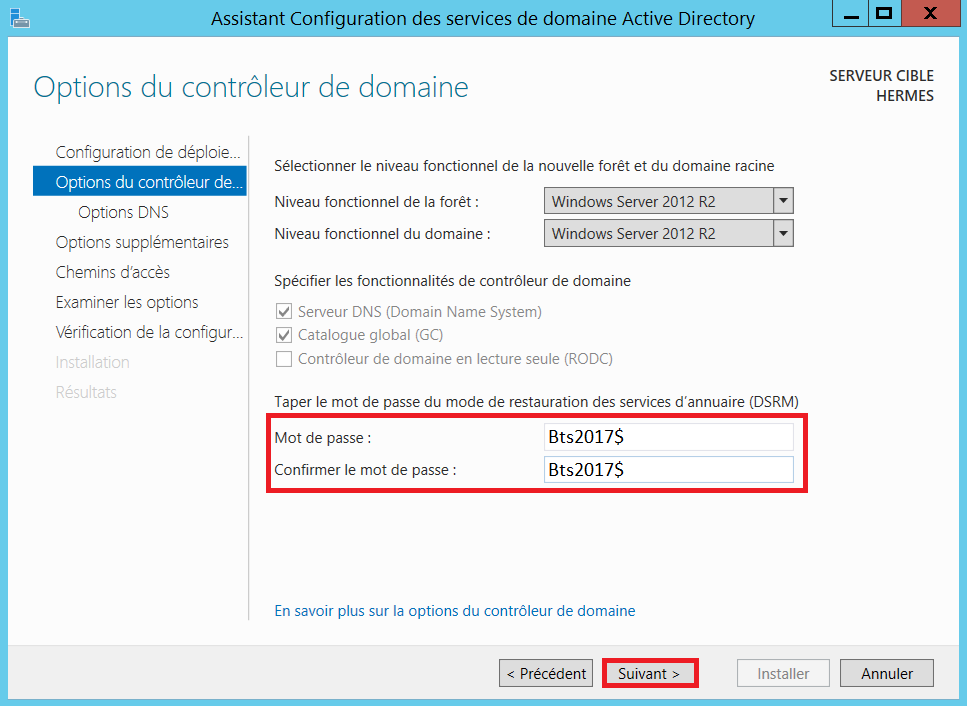 Assistant Configuration des services de domaine Active Directory
Options du contrôleur de domaine
SERVEUR CIBLE
HERMES
Configuration de déploie...
Options du contrôleur de...
Options DNS
Options supplémentaires
Chemins d’accès
Examiner les options
Vérification de la configur...
Installation
Résultats
Sélectionner le niveau fonctionnel de la nouvelle forêt et du domaine racine
Niveau fonctionnel de la forêt : Windows Server 2012 R2
Niveau fonctionnel du domaine : Windows Server 2012 R2
Spécifier les fonctionnalités de contrôleur de domaine
Serveur DNS (Domain Name System)
Catalogue global (GC)
Contrôleur de domaine en lecture seule (RODC)
Taper le mot de passe du mode de restauration des services d’annuaire (DSRM)
Mot de passe : Bts2017$
Confirmer le mot de passe : Bts2017$
En savoir plus sur la options du contrôleur de domaine
< Précédent Suivant > Installer Annuler